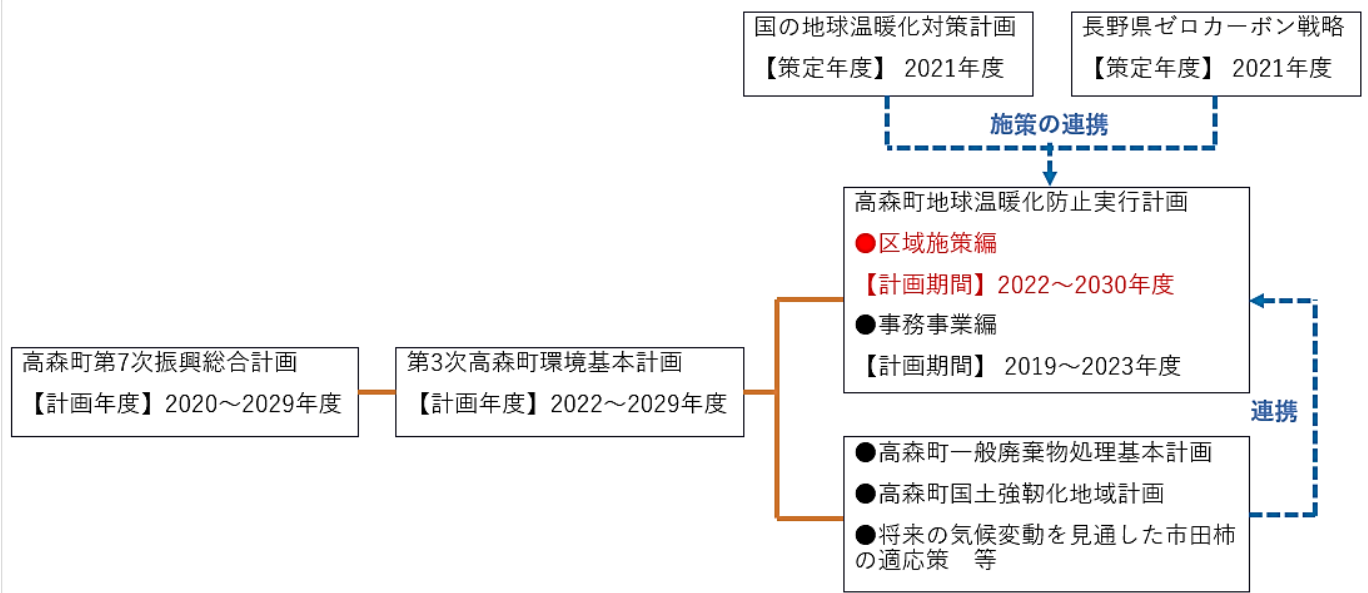 国の地球温暖化対策計画
【策定年度】 2021年度
長野県ゼロカーボン戦略
【策定年度】 2021年度
施策の連携
高森町地球温暖化防止実行計画
●区域施策編
【計画期間】2022～2030年度
●事務事業編
【計画期間】 2019～2023年度
高森町第7次振興総合計画
【計画年度】2020～2029年度
第3次高森町環境基本計画
【計画年度】2022～2029年度
連携
●高森町一般廃棄物処理基本計画
●高森町国土強靭化地域計画
●将来の気候変動を見通した市田柿
の適応策　等